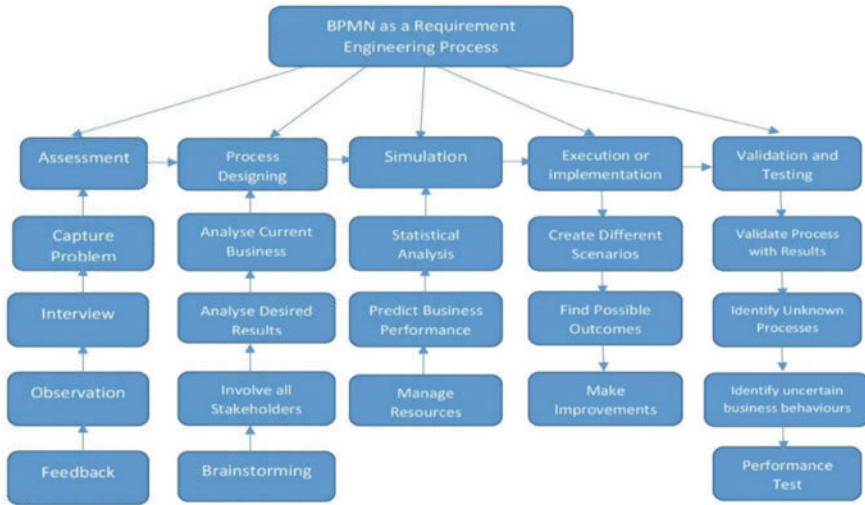 BPMN as a Requirement
Engineering Process
Assessment
Process
Designing
Simulation
Execution or
implementation
Validation and
Testing
Capture
Problem
Analyse Current
Business
Statistical
Analysis
Create Different
Scenarios
Validate Process
with Results
Interview
Analyse Desired
Results
Predict Business
Performance
Find Possible
Outcomes
Identify Unknown
Processes
Observation
Involve all
Stakeholders
Manage
Resources
Make
Improvements
Identify uncertain
business behaviours
Feedback
Brainstorming
Performance
Test